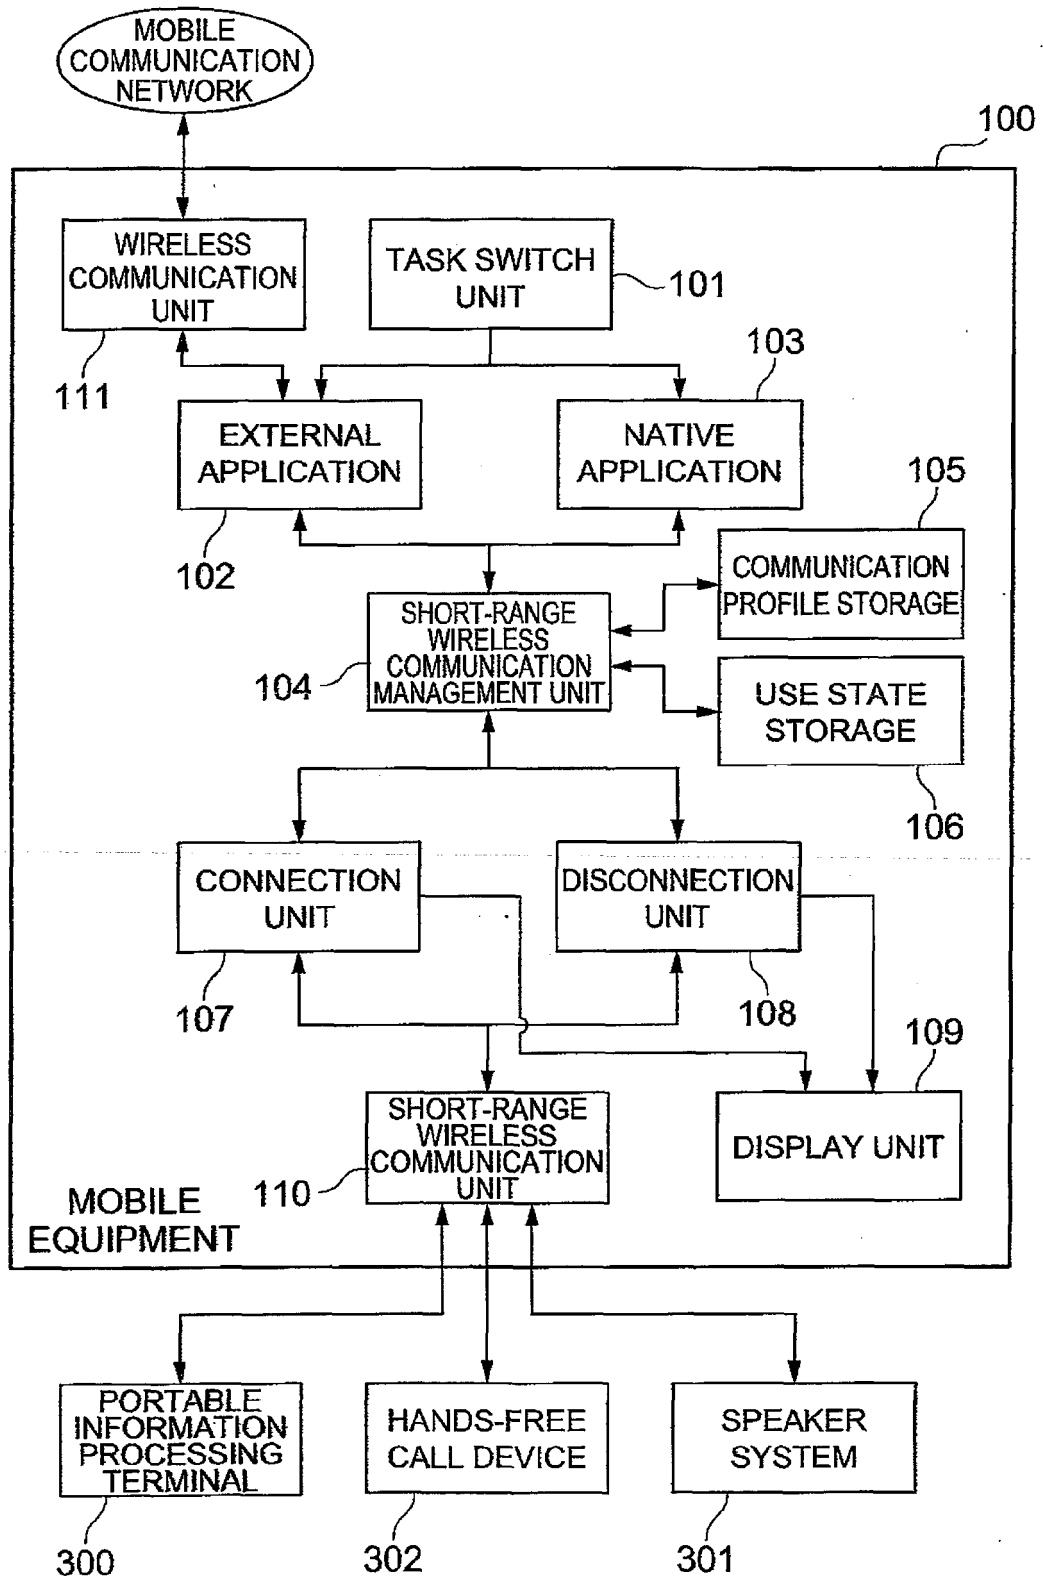 MOBILE
COMMUNICATION
NETWORK
100
WIRELESS
COMMUNICATION
UNIT
111
TASK SWITCH
UNIT
101
103
EXTERNAL
APPLICATION
102
NATIVE
APPLICATION
105
COMMUNICATION
PROFILE STORAGE
SHORT-RANGE
WIRELESS
COMMUNICATION
MANAGEMENT UNIT
104
USE STATE
STORAGE
106
CONNECTION
UNIT
107
DISCONNECTION
UNIT
108
109
SHORT-RANGE
WIRELESS
COMMUNICATION
UNIT
110
DISPLAY UNIT
MOBILE
EQUIPMENT
PORTABLE
INFORMATION
PROCESSING
TERMINAL
300
HANDS-FREE
CALL DEVICE
302
SPEAKER
SYSTEM
301